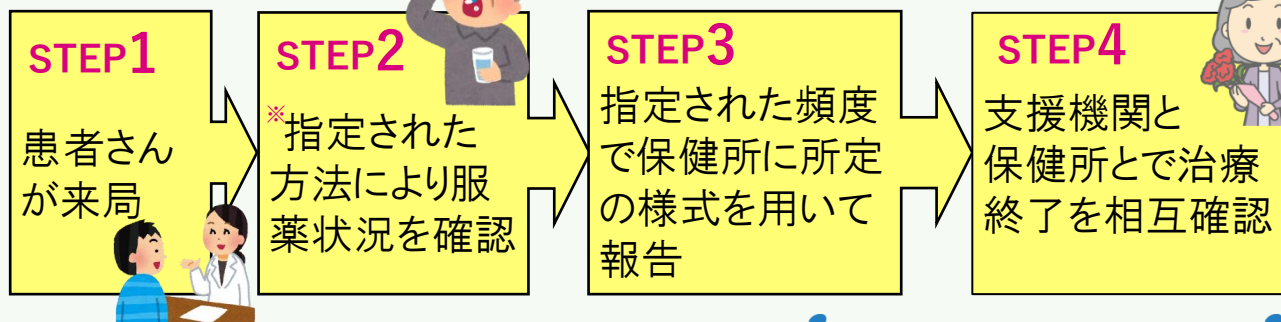 STEP1
患者さん
が来局
STEP2
※指定された
方法により服
薬状況を確認
STEP3
指定された頻度
で保健所に所定
の様式を用いて
報告
STEP4
支援機関と
保健所とで治療
終了を相互確認